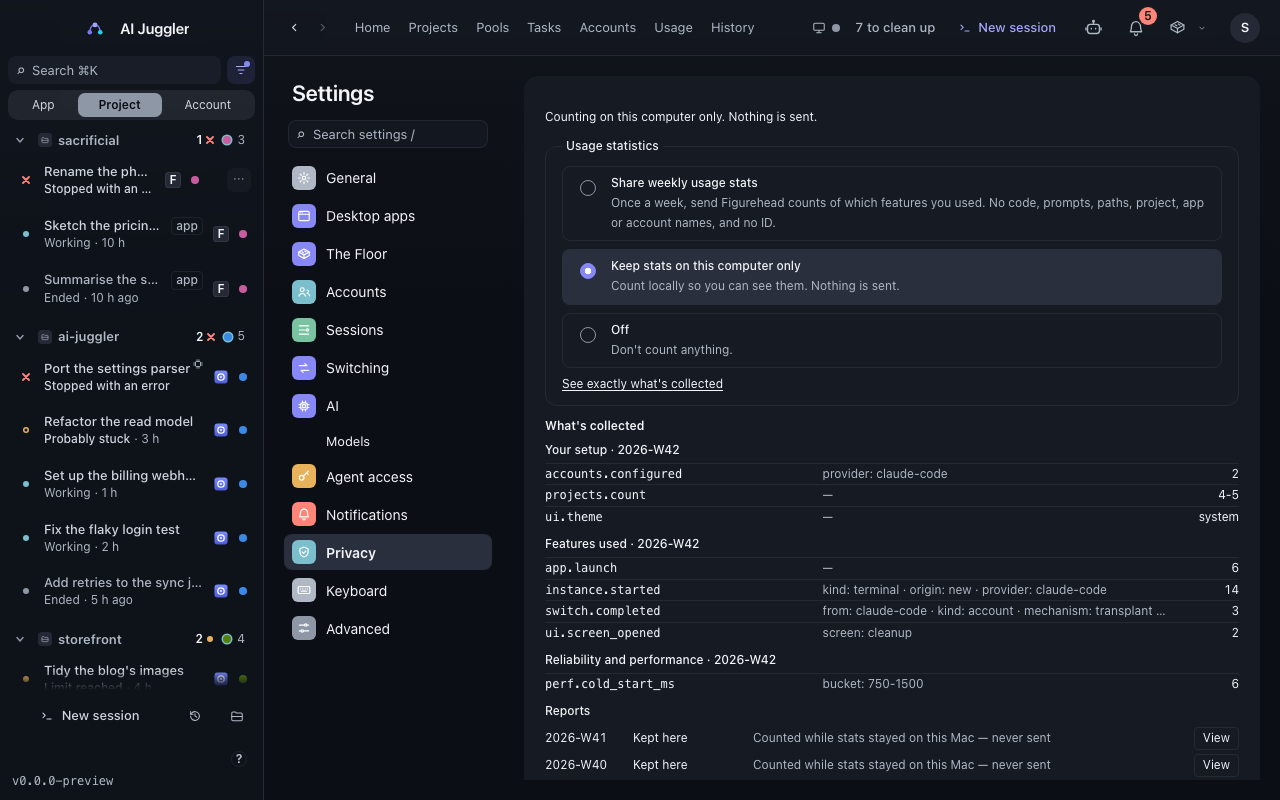 AI Juggler
Search ⌘K
App Project Account
sacrificial 1 3
Rename the ph...
Stopped with an ... F
Sketch the pricin... app
Working · 10 h F
Summarise the s... app
Ended · 10 h ago F
ai-juggler 2 5
Port the settings parser
Stopped with an error
Refactor the read model
Probably stuck · 3 h
Set up the billing webh...
Working · 1 h
Fix the flaky login test
Working · 2 h
Add retries to the sync j...
Ended · 5 h ago
storefront 2 4
Tidy the blog's images
Limit reached · 4 h
New session
?
v0.0.0-preview
Home Projects Pools Tasks Accounts Usage History
7 to clean up
New session
5
S
Settings
Search settings /
General
Desktop apps
The Floor
Accounts
Sessions
Switching
AI
Models
Agent access
Notifications
Privacy
Keyboard
Advanced
Counting on this computer only. Nothing is sent.
Usage statistics
Share weekly usage stats
Once a week, send Figurehead counts of which features you used. No code, prompts, paths, project, app
or account names, and no ID.
Keep stats on this computer only
Count locally so you can see them. Nothing is sent.
Off
Don't count anything.
See exactly what's collected
What's collected
Your setup · 2026-W42
accounts.configured provider: claude-code 2
projects.count — 4-5
ui.theme — system
Features used · 2026-W42
app.launch — 6
instance.started kind: terminal · origin: new · provider: claude-code 14
switch.completed from: claude-code · kind: account · mechanism: transplant ... 3
ui.screen_opened screen: cleanup 2
Reliability and performance · 2026-W42
perf.cold_start_ms bucket: 750-1500 6
Reports
2026-W41 Kept here Counted while stats stayed on this Mac — never sent View
2026-W40 Kept here Counted while stats stayed on this Mac — never sent View